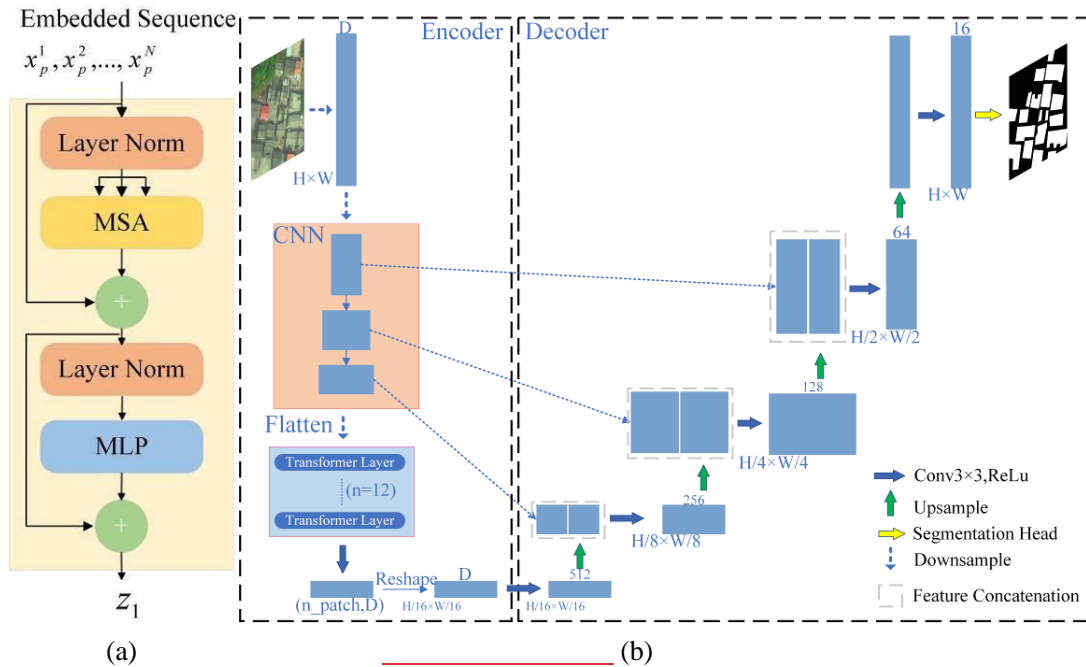 Embedded Sequence
x_p^1, x_p^2,..., x_p^N
Layer Norm
MSA
+
Layer Norm
MLP
+
z_1
(a)
Encoder
D
H×W
CNN
Flatten
Transformer Layer
(n=12)
Transformer Layer
(n_patch,D)
Reshape
D
H/16×W/16
Decoder
512
H/16×W/16
H/8×W/8
256
H/4×W/4
128
H/2×W/2
64
H×W
16
Conv3×3,ReLu
Upsample
Segmentation Head
Downsample
Feature Concatenation
(b)